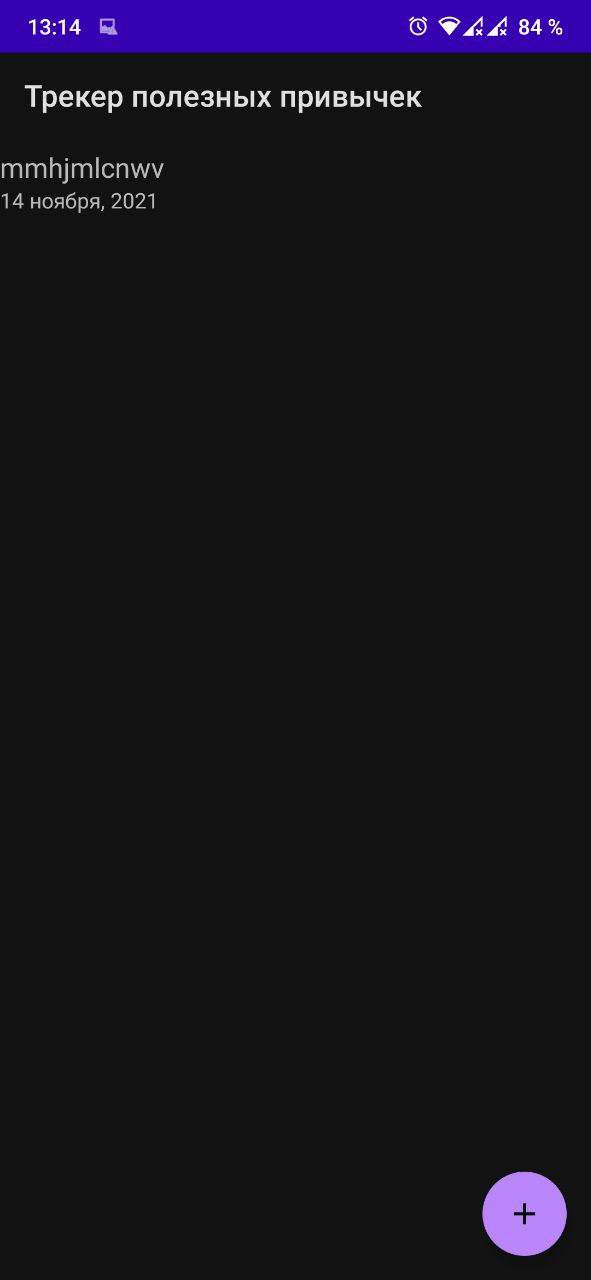 13:14 84 %
Трекер полезных привычек
mmhjmlcnwv
14 ноября, 2021
+